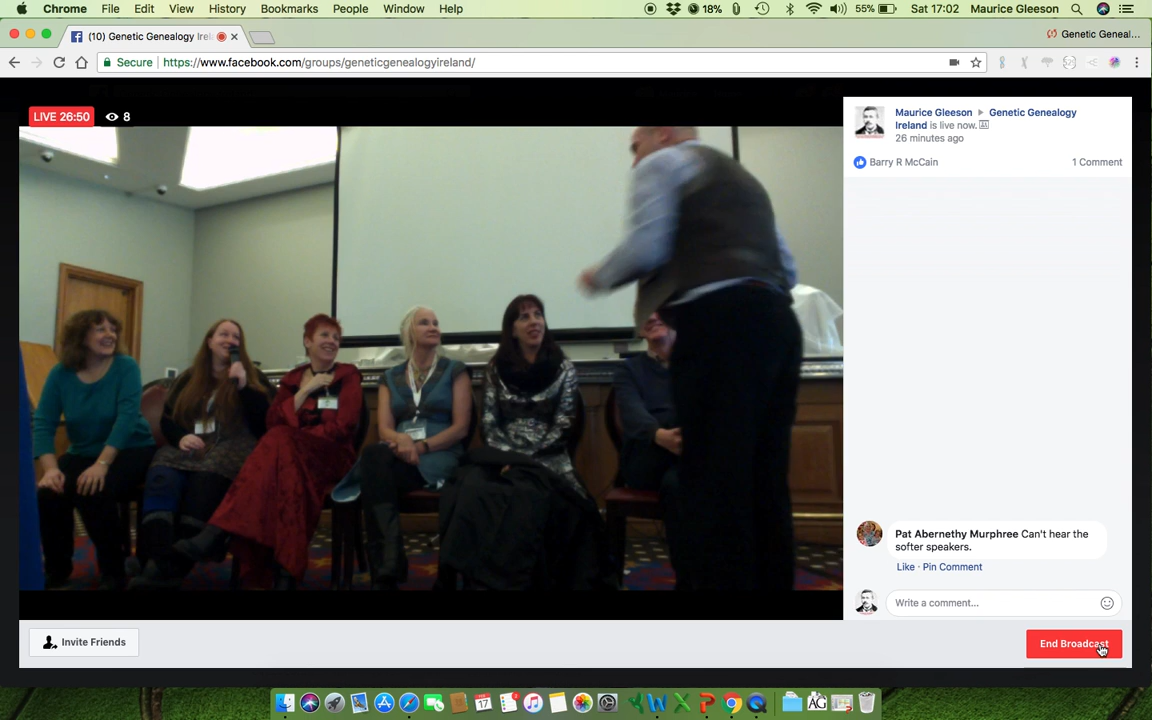 Chrome File Edit View History Bookmarks People Window Help 18% 55% Sat 17:02 Maurice Gleeson
(10) Genetic Genealogy Irel Genetic Geneal...
Secure https://www.facebook.com/groups/geneticgenealogyireland/
LIVE 26:50 8
Maurice Gleeson Genetic Genealogy
Ireland is live now.
26 minutes ago
Barry R McCain 1 Comment
Pat Abernethy Murphree Can't hear the
softer speakers.
Like · Pin Comment
Write a comment...
Invite Friends End Broadcast
17
AG